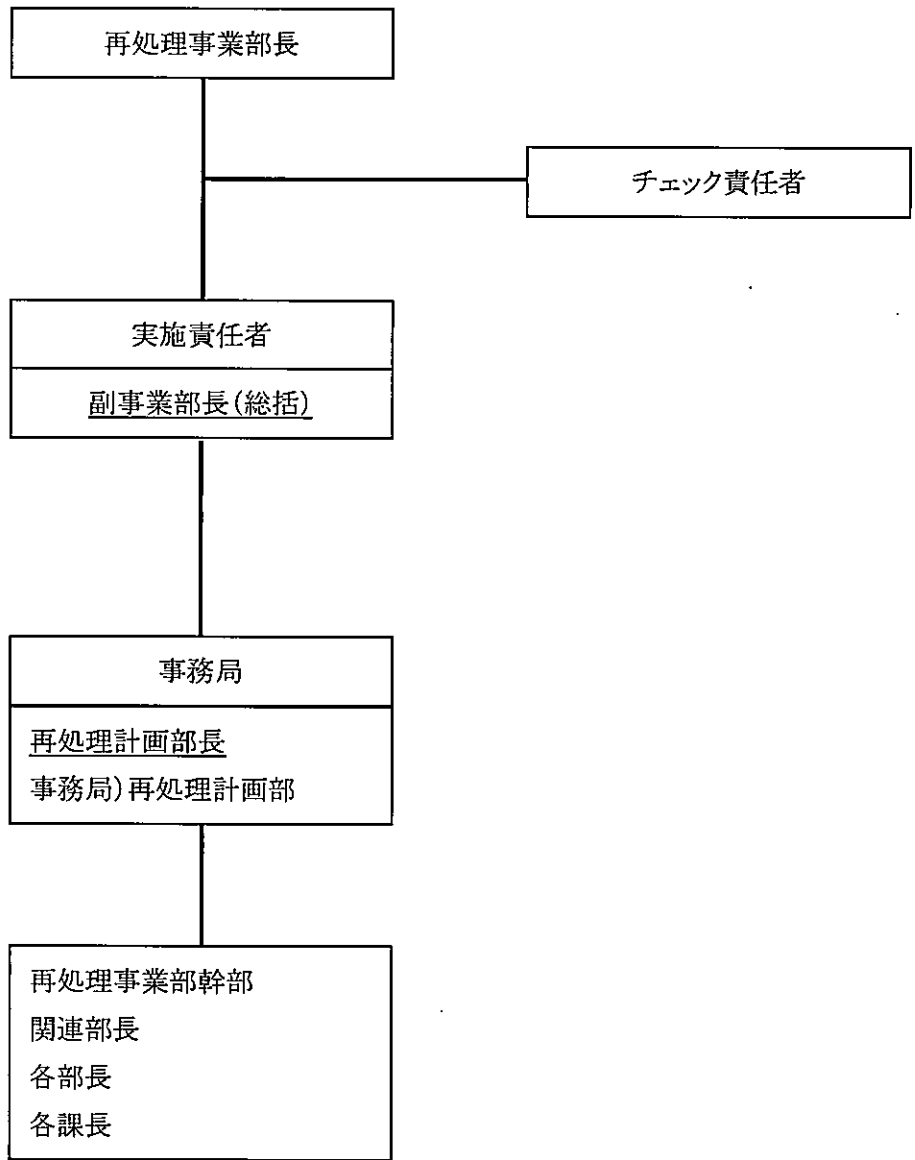 再処理事業部長
チェック責任者
実施責任者
副事業部長(総括)
事務局
再処理計画部長
事務局)再処理計画部
再処理事業部幹部
関連部長
各部長
各課長